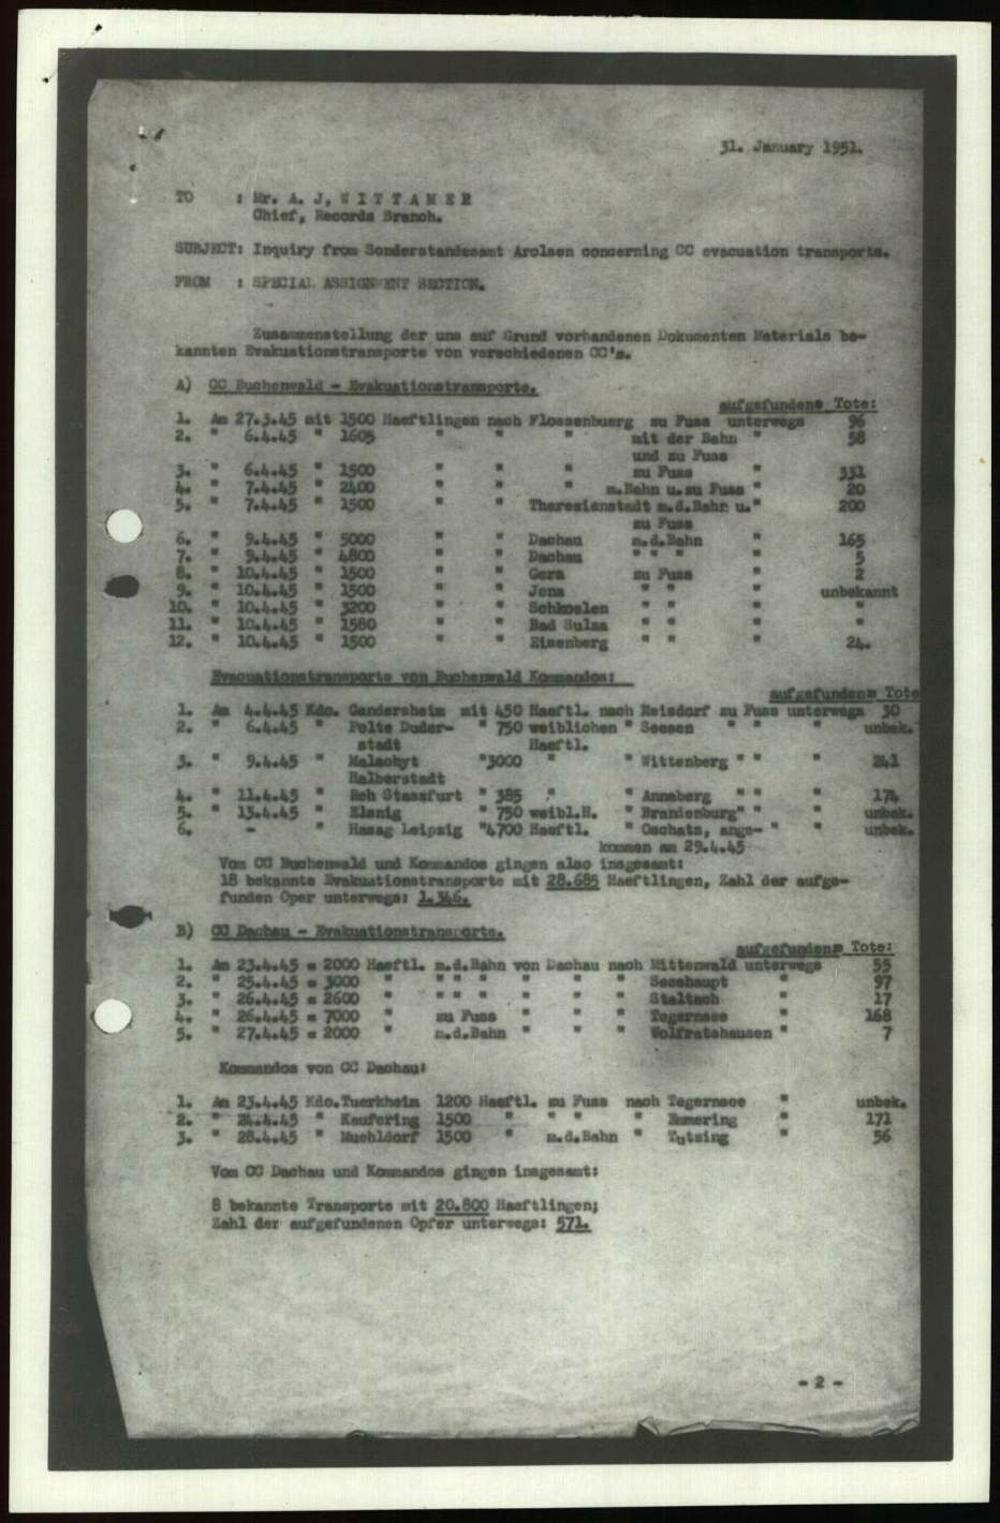 31. January 1951.
TO : Mr. A. J, W I T T A M E R
Chief, Records Branch.
SUBJECT: Inquiry from Sonderstandesamt Arolsen concerning CC evacuation transports.
FROM : SPECIAL ASSIGNMENT SECTION.
Zusammenstellung der uns auf Grund vorhandenen Dokumenten Materials be-
kannten Evakuationstransporte von verschiedenen CC's.
A) CC Buchenwald - Evakuationstransporte.
aufgefundene Tote:
1. Am 27.3.45 mit 1500 Haeftlingen nach Flossenbuerg zu Fuss unterwegs 96
2. " 6.4.45 " 1605 " " " mit der Bahn " 58
und zu Fuss
3. " 6.4.45 " 1500 " " " zu Fuss " 331
4. " 7.4.45 " 2400 " " " m.Bahn u.zu Fuss " 20
5. " 7.4.45 " 1500 " " Theresienstadt m.d.Bahn u." 200
zu Fuss
6. " 9.4.45 " 5000 " " Dachau m.d.Bahn " 165
7. " 9.4.45 " 4800 " " Dachau " " " " 5
8. " 10.4.45 " 1500 " " Gera zu Fuss " 2
9. " 10.4.45 " 1500 " " Jena " " " unbekannt
10. " 10.4.45 " 3200 " " Schkoelen " " " "
11. " 10.4.45 " 1580 " " Bad Sulza " " " "
12. " 10.4.45 " 1500 " " Eisenberg " " " 24.
Evacuationstransporte von Buchenwald Kommandos:
aufgefundene Tote
1. Am 4.4.45 Kdo. Gandersheim mit 450 Haeftl. nach Reisdorf zu Fuss unterwegs 30
2. " 6.4.45 " Polte Duder- " 750 weiblichen " Seesen " " " unbek.
stadt Haeftl.
3. " 9.4.45 " Malachyt "3000 " " Wittenberg " " " 241
Halberstadt
4. " 11.4.45 " Reh Stassfurt " 385 " " Annaberg " " " 174
5. " 13.4.45 " Elsnig " 750 weibl.H. " Brandenburg" " " unbek.
6. - " Hasag Leipzig "4700 Haeftl. " Oschatz, ange- " " unbek.
kommen am 29.4.45
Vom CC Buchenwald und Kommandos gingen also insgesamt:
18 bekannte Evakuationstransporte mit 28.685 Haeftlingen, Zahl der aufge-
funden Oper unterwegs: 1.346.
B) CC Dachau - Evakuationstransporte.
aufgefundene Tote:
1. Am 23.4.45 = 2000 Haeftl. m.d.Bahn von Dachau nach Mittenwald unterwegs 55
2. " 25.4.45 = 3000 " " " " " " " Seeshaupt " 97
3. " 26.4.45 = 2600 " " " " " " " Staltach " 17
4. " 26.4.45 = 7000 " zu Fuss " " " Tegernsee " 168
5. " 27.4.45 = 2000 " m.d.Bahn " " " Wolfratshausen " 7
Kommandos von CC Dachau:
1. Am 23.4.45 Kdo.Tuerkheim 1200 Haeftl. zu Fuss nach Tegernsee " unbek.
2. " 24.4.45 " Kaufering 1500 " " " " Emmering " 171
3. " 28.4.45 " Muehldorf 1500 " m.d.Bahn " Tutzing " 56
Vom CC Dachau und Kommandos gingen insgesamt:
8 bekannte Transporte mit 20.800 Haeftlingen;
Zahl der aufgefundenen Opfer unterwegs: 571.
- 2 -